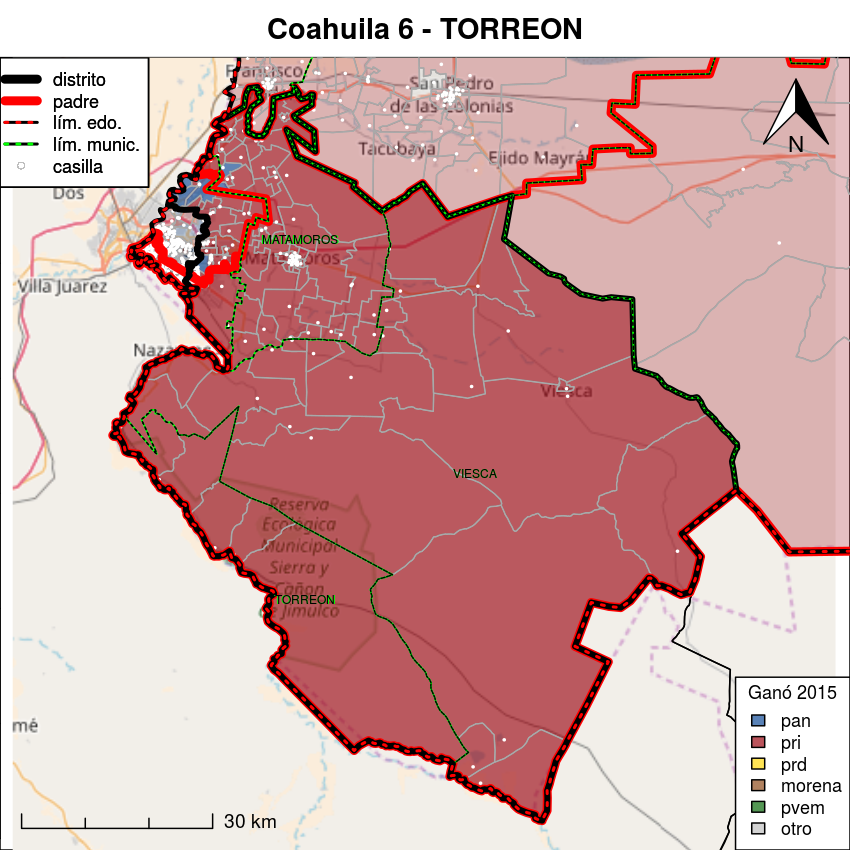 Coahuila 6 - TORREON
distrito
padre
lím. edo.
lím. munic.
casilla
Francisco
San Pedro
de las Colonias
Tacubaya
Ejido Mayrá
N
Dos
MATAMOROS
Matamoros
Villa Juárez
Viesca
VIESCA
Reserva
Ecológica
Municipal
Sierra y
Cañon
TORREON
de Jimulco
mé
Ganó 2015
pan
pri
prd
morena
pvem
otro
30 km